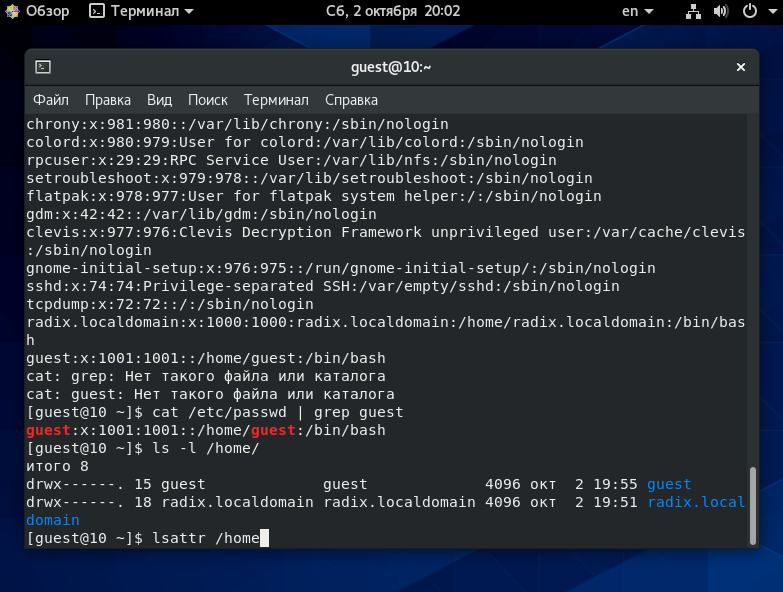 Обзор Терминал Сб, 2 октября 20:02 en
guest@10:~
Файл Правка Вид Поиск Терминал Справка
chrony:x:981:980::/var/lib/chrony:/sbin/nologin
colord:x:980:979:User for colord:/var/lib/colord:/sbin/nologin
rpcuser:x:29:29:RPC Service User:/var/lib/nfs:/sbin/nologin
setroubleshoot:x:979:978::/var/lib/setroubleshoot:/sbin/nologin
flatpak:x:978:977:User for flatpak system helper:/:/sbin/nologin
gdm:x:42:42::/var/lib/gdm:/sbin/nologin
clevis:x:977:976:Clevis Decryption Framework unprivileged user:/var/cache/clevis
:/sbin/nologin
gnome-initial-setup:x:976:975::/run/gnome-initial-setup/:/sbin/nologin
sshd:x:74:74:Privilege-separated SSH:/var/empty/sshd:/sbin/nologin
tcpdump:x:72:72::/:/sbin/nologin
radix.localdomain:x:1000:1000:radix.localdomain:/home/radix.localdomain:/bin/bas
h
guest:x:1001:1001::/home/guest:/bin/bash
cat: grep: Нет такого файла или каталога
cat: guest: Нет такого файла или каталога
[guest@10 ~]$ cat /etc/passwd | grep guest
guest:x:1001:1001::/home/guest:/bin/bash
[guest@10 ~]$ ls -l /home/
итого 8
drwx------. 15 guest             guest             4096 окт  2 19:55 guest
drwx------. 18 radix.localdomain radix.localdomain 4096 окт  2 19:51 radix.local
domain
[guest@10 ~]$ lsattr /home